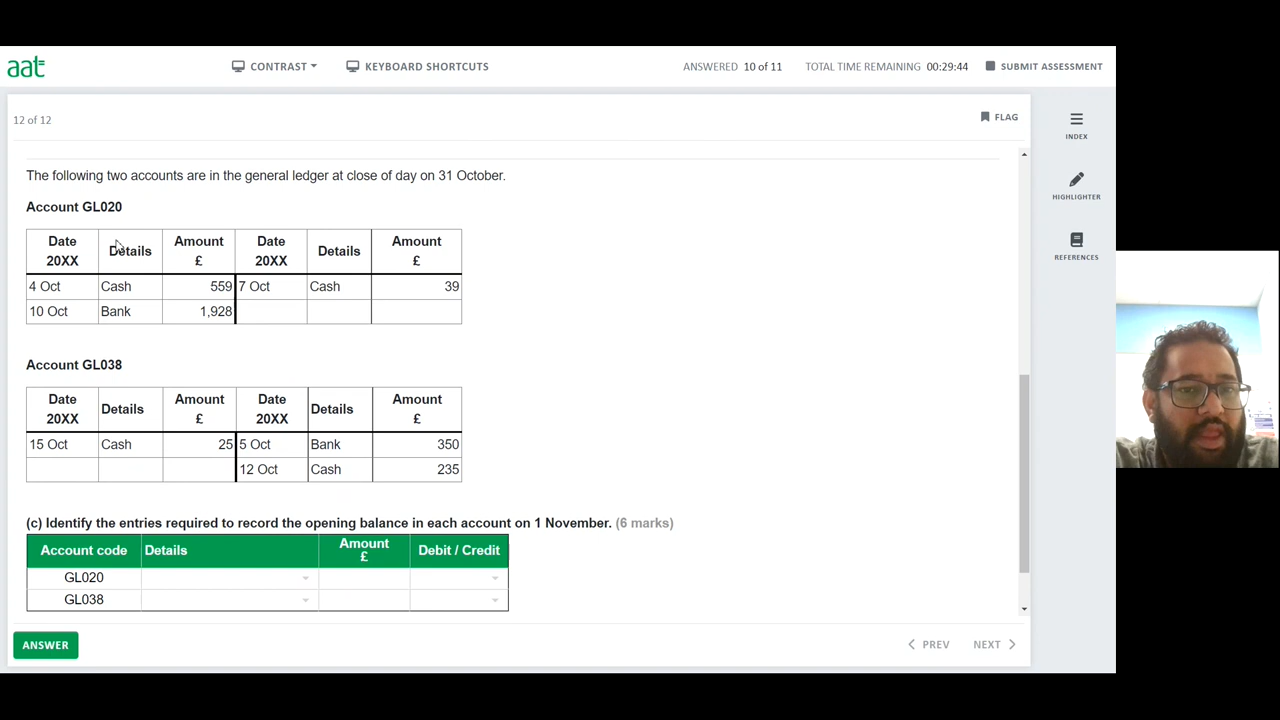 aat
CONTRAST
KEYBOARD SHORTCUTS
ANSWERED 10 of 11
TOTAL TIME REMAINING 00:29:44
SUBMIT ASSESSMENT
12 of 12
FLAG
INDEX
HIGHLIGHTER
REFERENCES
The following two accounts are in the general ledger at close of day on 31 October.
Account GL020
Date 20XX Details Amount £ Date 20XX Details Amount £
4 Oct Cash 559 7 Oct Cash 39
10 Oct Bank 1,928
Account GL038
Date 20XX Details Amount £ Date 20XX Details Amount £
15 Oct Cash 25 5 Oct Bank 350
12 Oct Cash 235
(c) Identify the entries required to record the opening balance in each account on 1 November. (6 marks)
Account code Details Amount £ Debit / Credit
GL020
GL038
ANSWER
PREV
NEXT